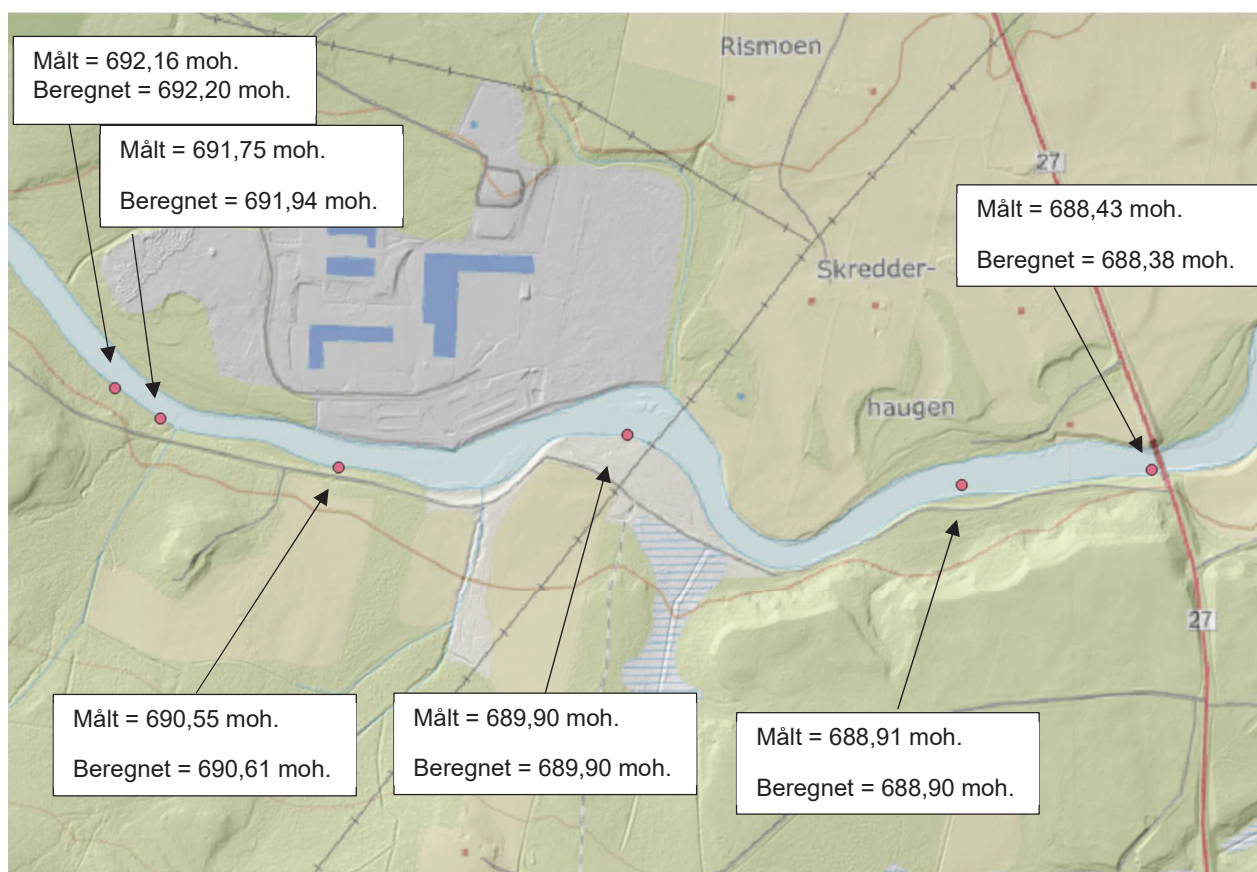 Målt = 692,16 moh.
Beregnet = 692,20 moh.
Målt = 691,75 moh.
Beregnet = 691,94 moh.
Rismoen
27
Målt = 688,43 moh.
Beregnet = 688,38 moh.
Skredder-
haugen
27
Målt = 690,55 moh.
Beregnet = 690,61 moh.
Målt = 689,90 moh.
Beregnet = 689,90 moh.
Målt = 688,91 moh.
Beregnet = 688,90 moh.